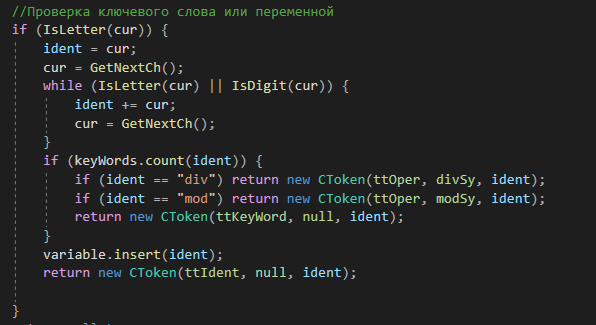 //Проверка ключевого слова или переменной
if (IsLetter(cur)) {
    ident = cur;
    cur = GetNextCh();
    while (IsLetter(cur) || IsDigit(cur)) {
        ident += cur;
        cur = GetNextCh();
    }
    if (keyWords.count(ident)) {
        if (ident == "div") return new CToken(ttOper, divSy, ident);
        if (ident == "mod") return new CToken(ttOper, modSy, ident);
        return new CToken(ttKeyWord, null, ident);
    }
    variable.insert(ident);
    return new CToken(ttIdent, null, ident);
}